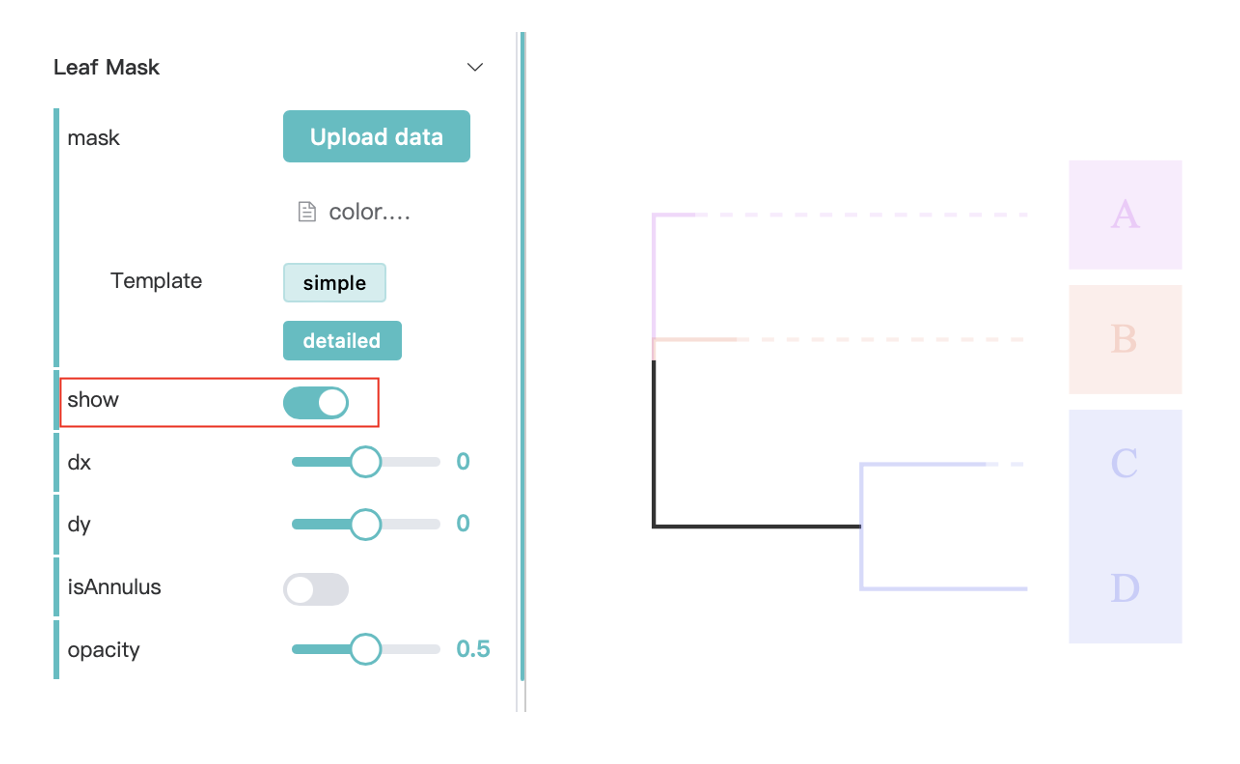 Leaf Mask
mask
Upload data
color....
Template
simple
detailed
show
dx
0
dy
0
isAnnulus
opacity
0.5
A
B
C
D